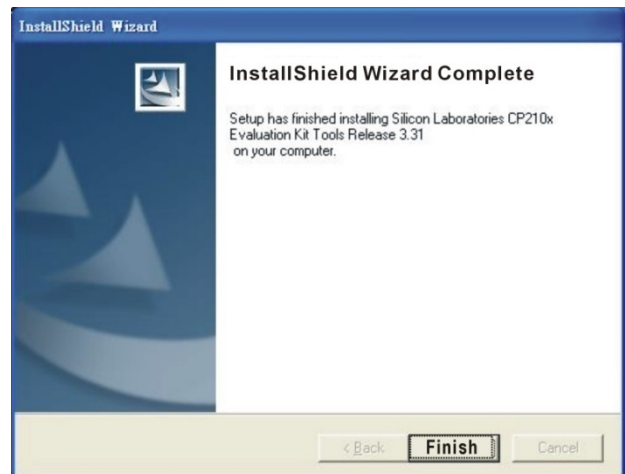 InstallShield Wizard
InstallShield Wizard Complete
Setup has finished installing Silicon Laboratories CP210x
Evaluation Kit Tools Release 3.31
on your computer.
< Back
Finish
Cancel